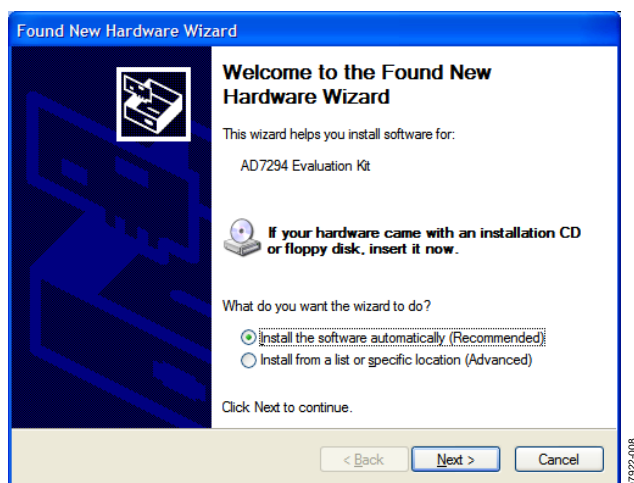 Found New Hardware Wizard
Welcome to the Found New
Hardware Wizard
This wizard helps you install software for:
AD7294 Evaluation Kit
If your hardware came with an installation CD
or floppy disk, insert it now.
What do you want the wizard to do?
Install the software automatically (Recommended)
Install from a list or specific location (Advanced)
Click Next to continue.
< Back
Next >
Cancel
7922-008